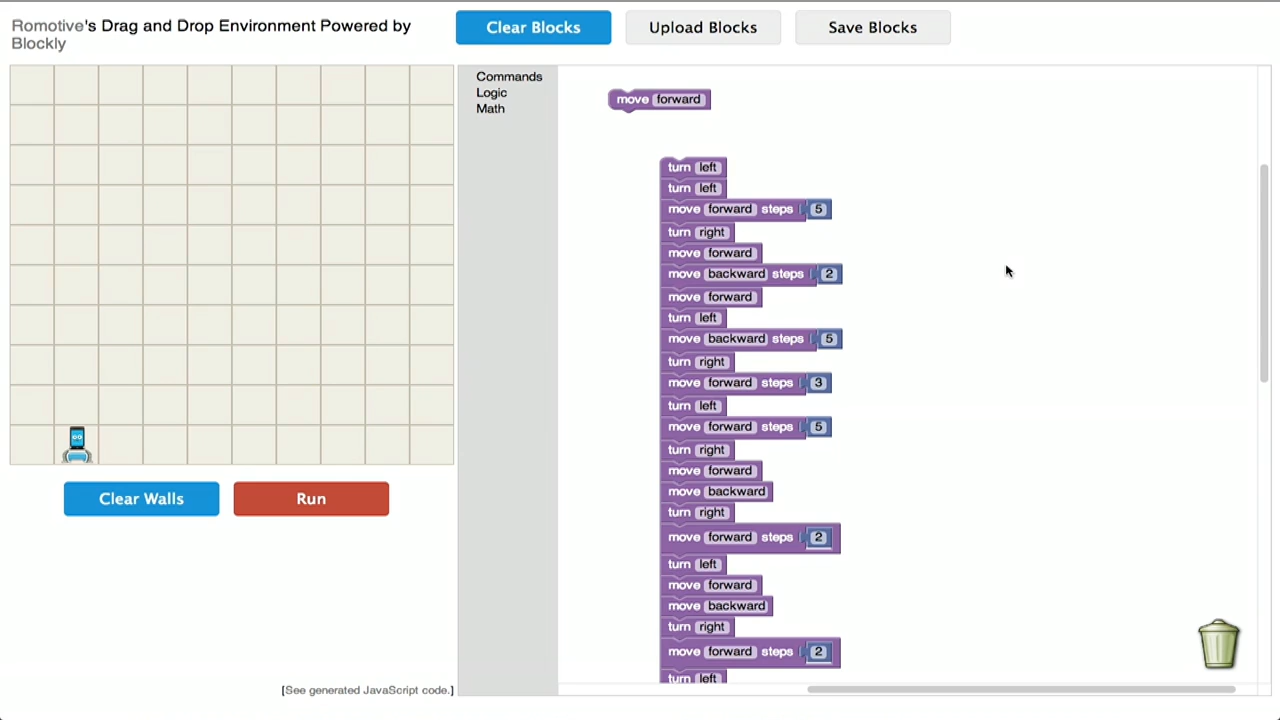 Romotive's Drag and Drop Environment Powered by
Blockly
Clear Blocks
Upload Blocks
Save Blocks
Commands
Logic
Math
move forward
turn left
turn left
move forward steps 5
turn right
move forward
move backward steps 2
move forward
turn left
move backward steps 5
turn right
move forward steps 3
turn left
move forward steps 5
turn right
move forward
move backward
turn right
move forward steps 2
turn left
move forward
move backward
turn right
move forward steps 2
turn left
Clear Walls
Run
[See generated JavaScript code.]